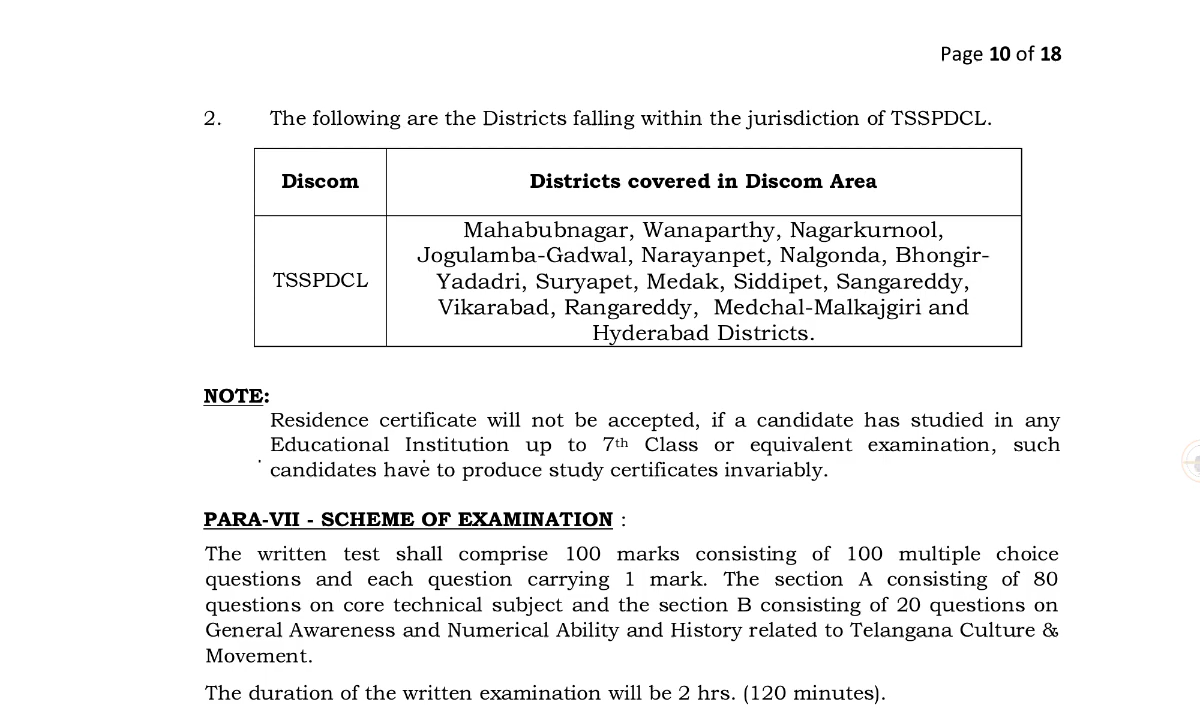 Page 10 of 18
2. The following are the Districts falling within the jurisdiction of TSSPDCL.
Discom Districts covered in Discom Area
TSSPDCL
Mahabubnagar, Wanaparthy, Nagarkurnool,
Jogulamba-Gadwal, Narayanpet, Nalgonda, Bhongir-
Yadadri, Suryapet, Medak, Siddipet, Sangareddy,
Vikarabad, Rangareddy, Medchal-Malkajgiri and
Hyderabad Districts.
NOTE:
Residence certificate will not be accepted, if a candidate has studied in any
Educational Institution up to 7th Class or equivalent examination, such
candidates have to produce study certificates invariably.
PARA-VII - SCHEME OF EXAMINATION :
The written test shall comprise 100 marks consisting of 100 multiple choice
questions and each question carrying 1 mark. The section A consisting of 80
questions on core technical subject and the section B consisting of 20 questions on
General Awareness and Numerical Ability and History related to Telangana Culture &
Movement.
The duration of the written examination will be 2 hrs. (120 minutes).